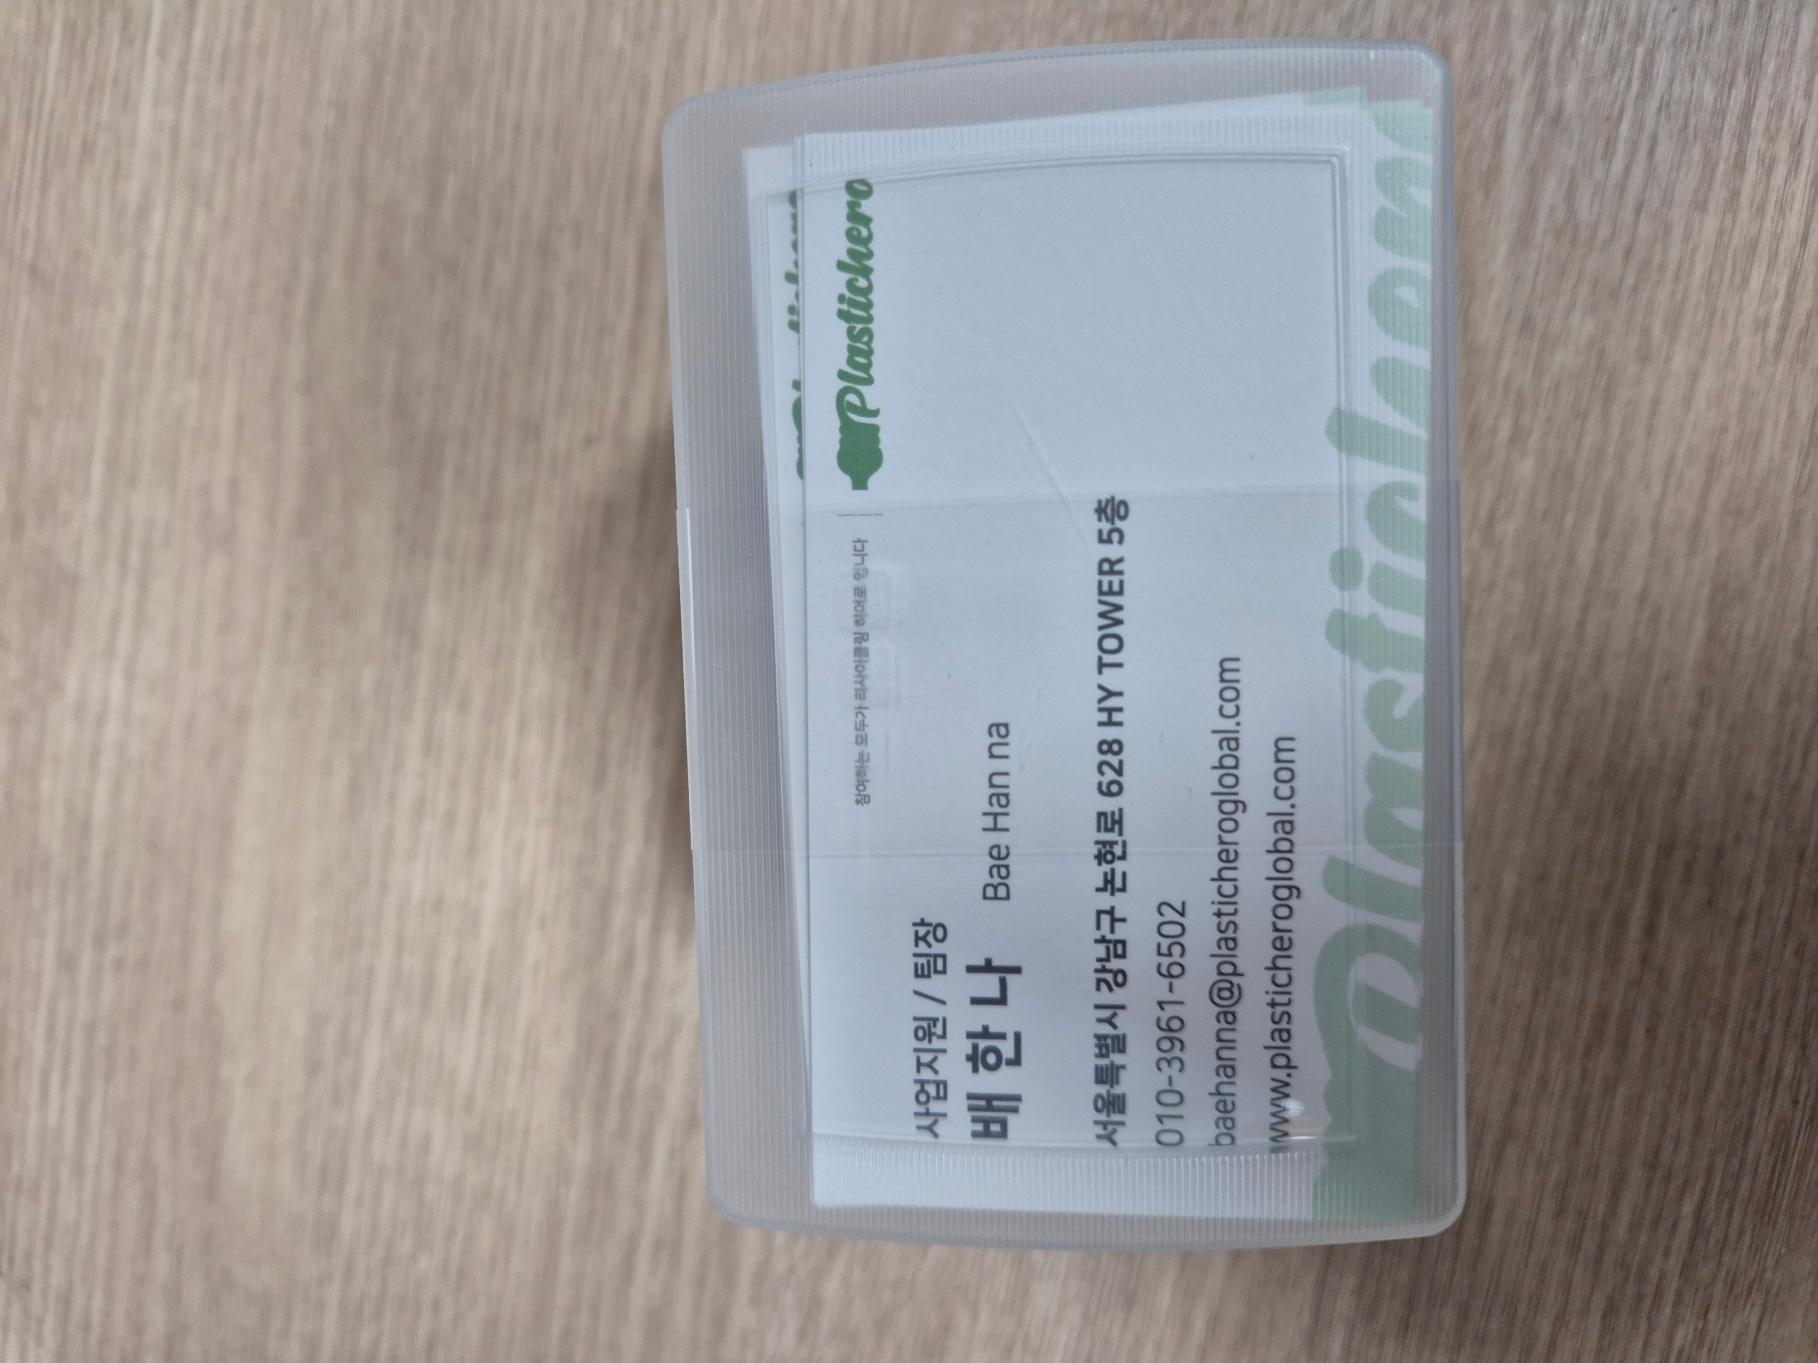 참여하는 모두가 리사이클링 히어로 입니다 | Plastichero
사업지원 / 팀장
배한나 Bae Han na
서울특별시 강남구 논현로 628 HY TOWER 5층
010-3961-6502
baehanna@plasticheroglobal.com
www.plasticheroglobal.com
Plastichero